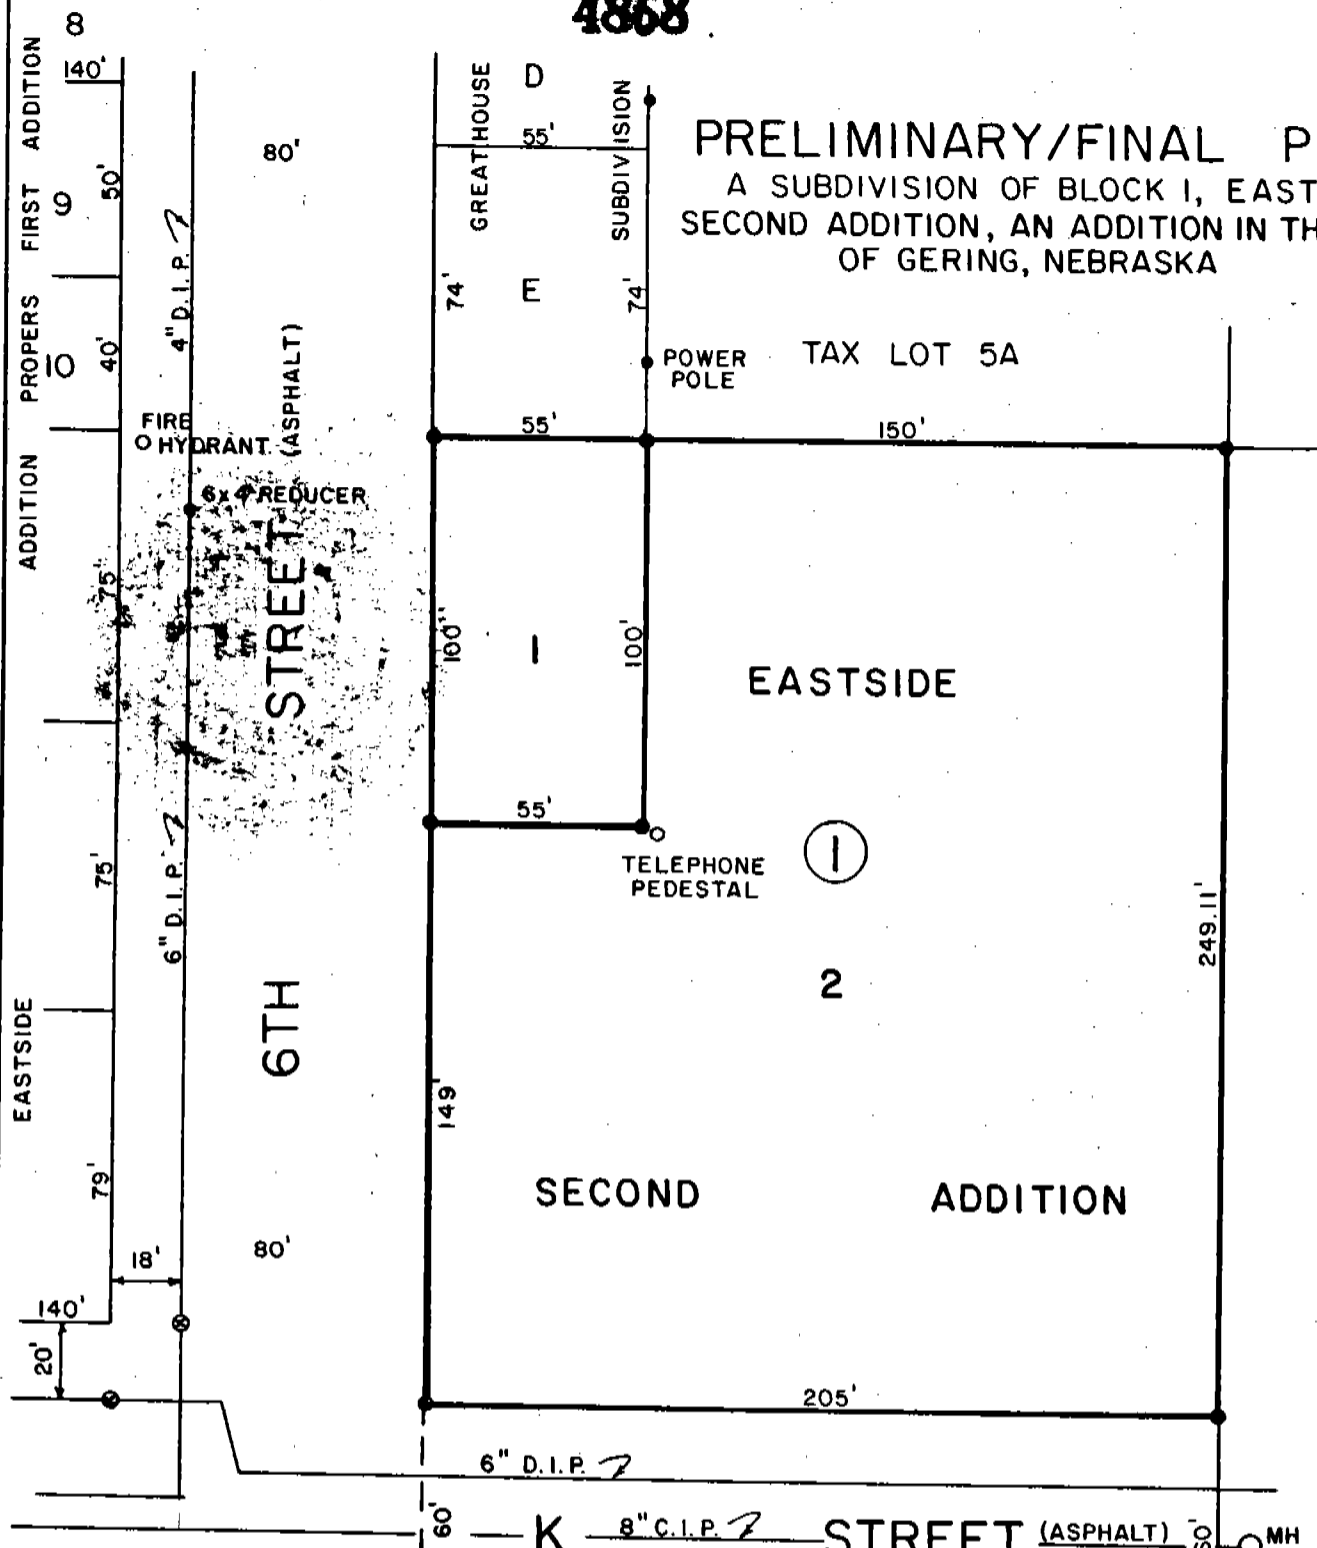 4868
8
140'
ADDITION
FIRST
PROPERS
50'
9
40'
10
4" D.I.P.
80'
(ASPHALT)
GREATHOUSE
SUBDIVISION
D
55'
74'
E
74'
PRELIMINARY/FINAL P
A SUBDIVISION OF BLOCK 1, EAST
SECOND ADDITION, AN ADDITION IN TH
OF GERING, NEBRASKA
POWER
POLE
TAX LOT 5A
FIRE
HYDRANT
6x4 REDUCER
55'
150'
ADDITION
75'
STREET
100'
1
100'
EASTSIDE
55'
TELEPHONE
PEDESTAL
1
75'
6" D.I.P.
249.11'
2
6TH
EASTSIDE
149'
79'
SECOND
ADDITION
80'
18'
140'
20'
205'
6" D.I.P.
60'
K
8" C.I.P.
STREET
(ASPHALT)
MH